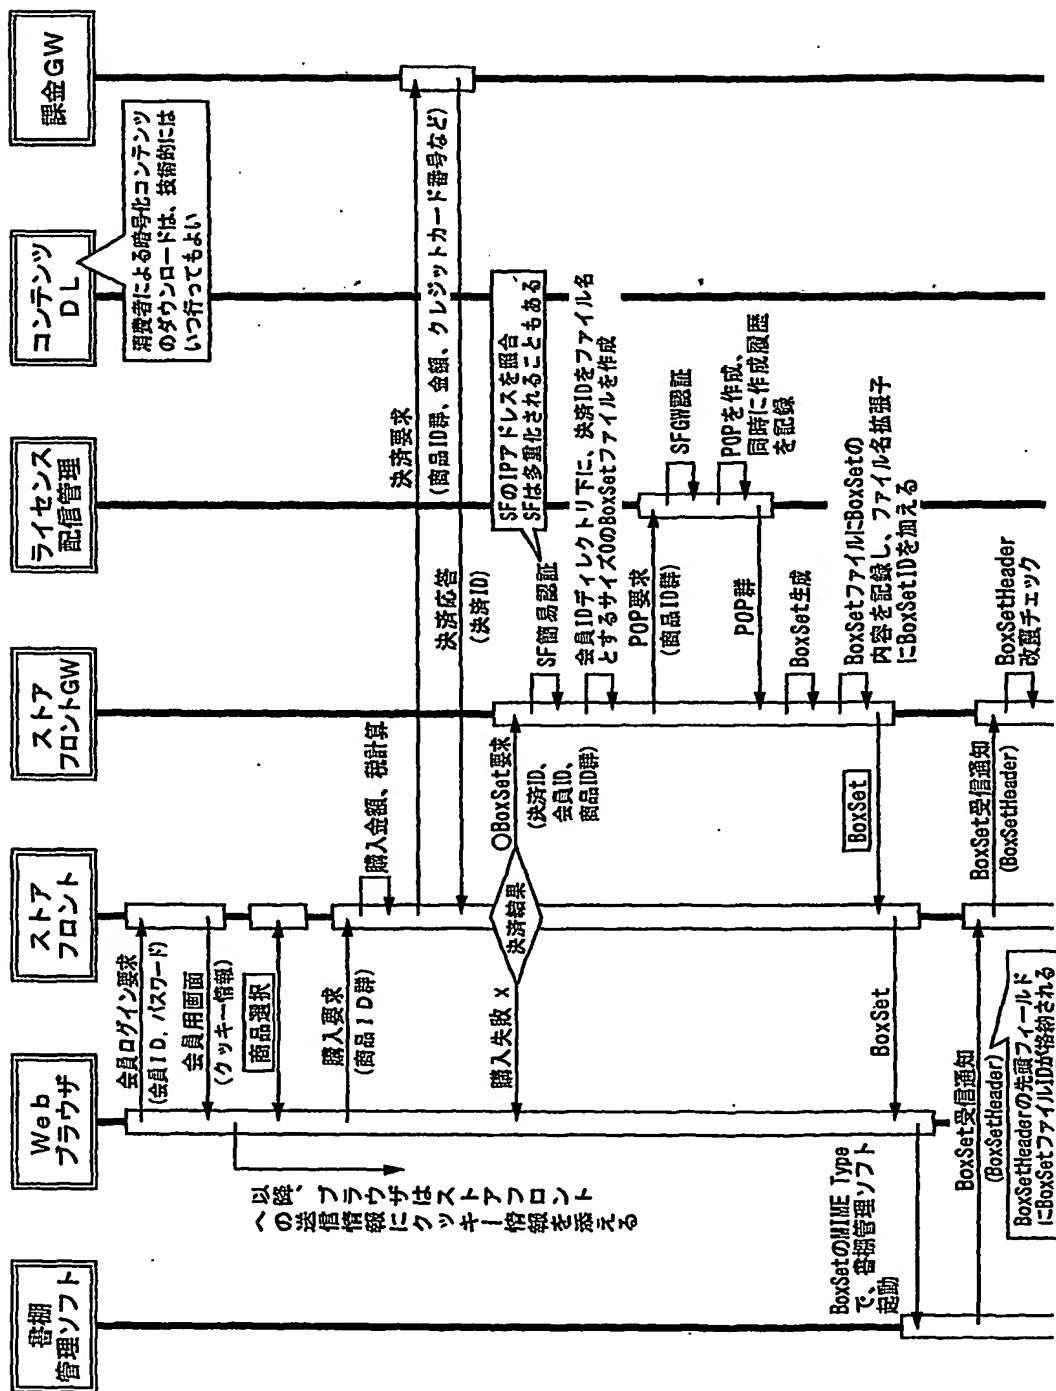 書棚
管理ソフト
Web
ブラウザ
ストア
フロント
ストア
フロントGW
ライセンス
配信管理
コンテンツ
DL
課金GW
消費者による暗号化コンテンツ
のダウンロードは、技術的には
いつ行ってもよい
会員ログイン要求
(会員ID, パスワード)
会員用画面
(クッキー情報)
以降、ブラウザはストアフロント
への送信情報にクッキー情報を添える
商品選択
購入要求
(商品ID群)
購入金額、税計算
決済要求
(商品ID群、金額、クレジットカード番号など)
決済応答
(決済ID)
決済結果
購入失敗 x
○BoxSet要求
(決済ID、
会員ID、
商品ID群)
SFのIPアドレスを照合
SFは多重化されることもある
SF簡易認証
会員IDディレクトリ下に、決済IDをファイル名
とするサイズ0のBoxSetファイルを作成
POP要求
(商品ID群)
SFGW認証
POPを作成、
同時に作成履歴
を記録
POP群
BoxSet生成
BoxSetファイルにBoxSetの
内容を記録し、ファイル名拡張子
にBoxSetIDを加える
BoxSet
BoxSet
BoxSetのMIME Type
で、書棚管理ソフト
起動
BoxSet受信通知
(BoxSetHeader)
BoxSetHeaderの先頭フィールド
にBoxSetファイルIDが格納される
BoxSet受信通知
(BoxSetHeader)
BoxSetHeader
改竄チェック